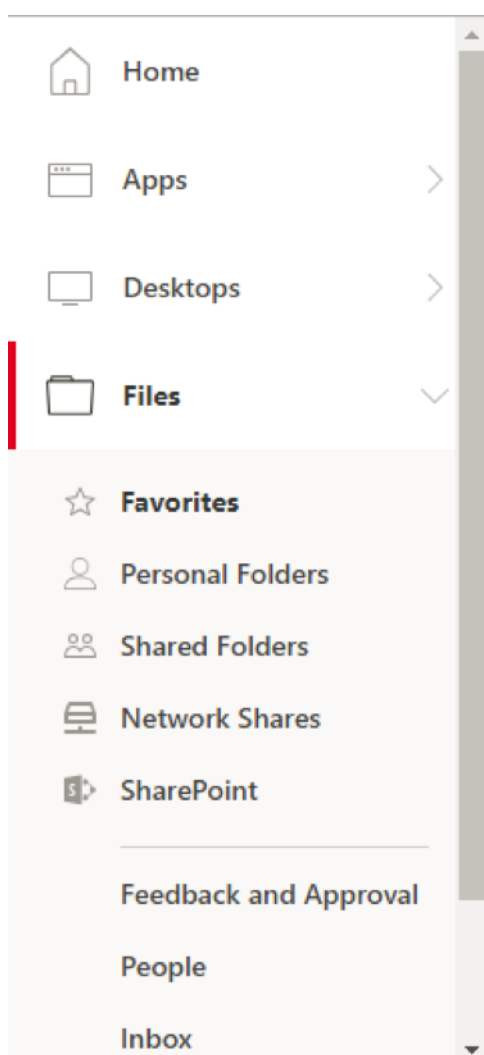 Home
Apps
Desktops
Files
Favorites
Personal Folders
Shared Folders
Network Shares
S
SharePoint
Feedback and Approval
People
Inbox